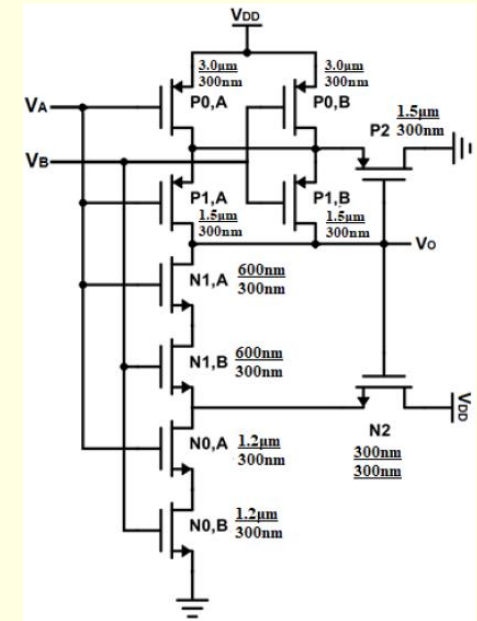 VDD
3.0μm
300nm
P0,A
3.0μm
300nm
P0,B
VA
1.5μm
P2 300nm
VB
P1,A
1.5μm
300nm
P1,B
1.5μm
300nm
Vo
N1,A 600nm
300nm
N1,B 600nm
300nm
VDD
N2
300nm
300nm
N0,A 1.2μm
300nm
N0,B 1.2μm
300nm